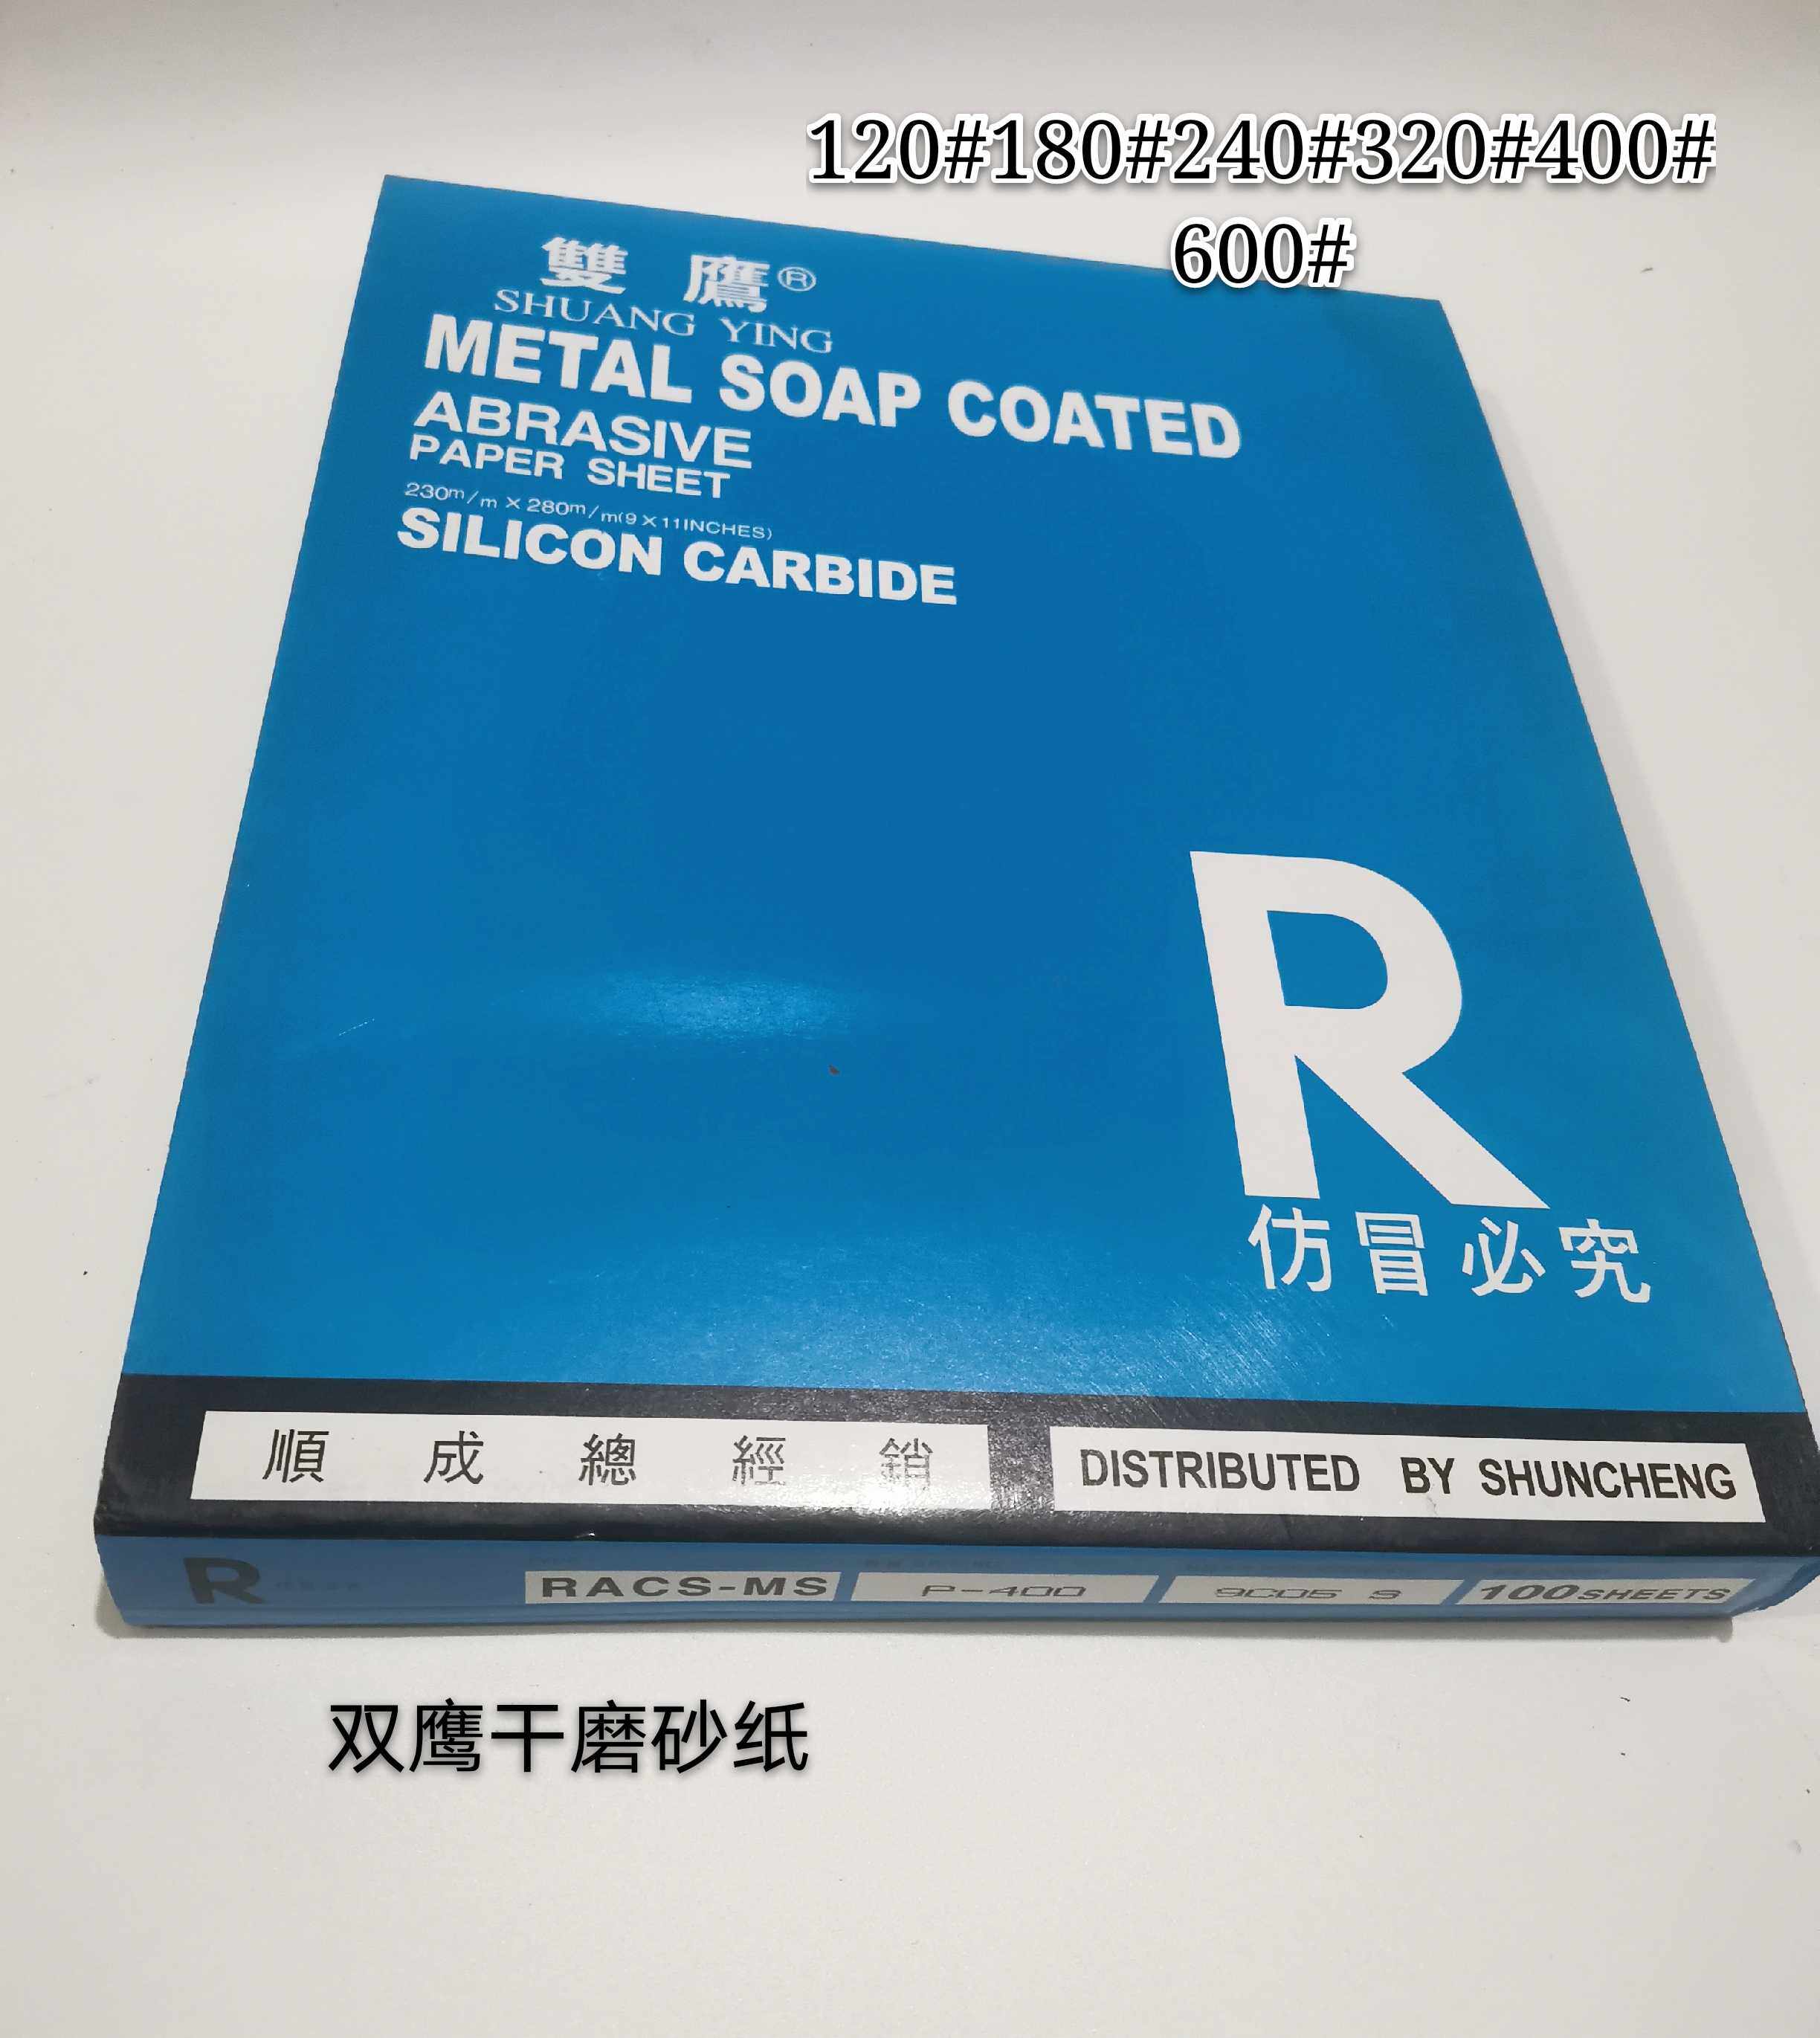 120#180#240#320#400#
600#
雙 鷹®
SHUANG YING
METAL SOAP COATED
ABRASIVE
PAPER SHEET
230m/m × 280m/m(9×11INCHES)
SILICON CARBIDE
R
仿冒必究
順成總經銷
DISTRIBUTED BY SHUNCHENG
R
RACS-MS
P-400
9C05 S
100SHEETS
双鹰干磨砂纸